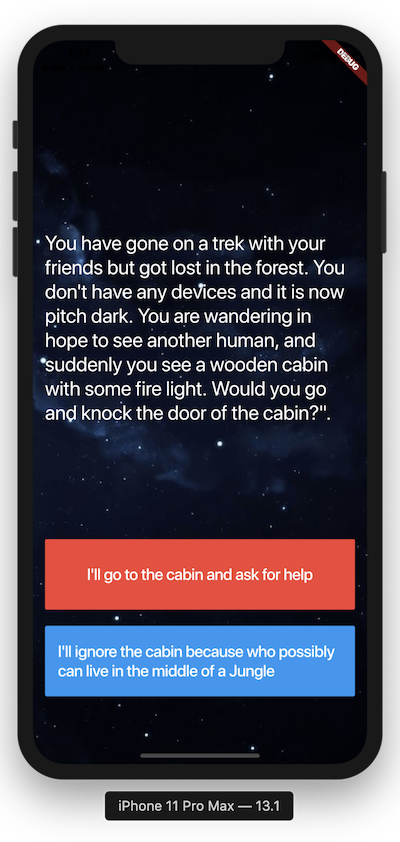 DEBUG
You have gone on a trek with your
friends but got lost in the forest. You
don't have any devices and it is now
pitch dark. You are wandering in
hope to see another human, and
suddenly you see a wooden cabin
with some fire light. Would you go
and knock the door of the cabin?".
I'll go to the cabin and ask for help
I'll ignore the cabin because who possibly
can live in the middle of a Jungle
iPhone 11 Pro Max — 13.1